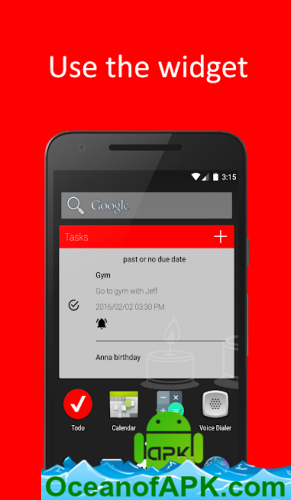 Use the widget
3:15
Google
Tasks
past or no due date
Gym
Go to gym with Jeff
2016/02/02 03:30 PM
Anna birthday
Todo
Calendar
Voice Dialer
APK
OceanofAPK.com